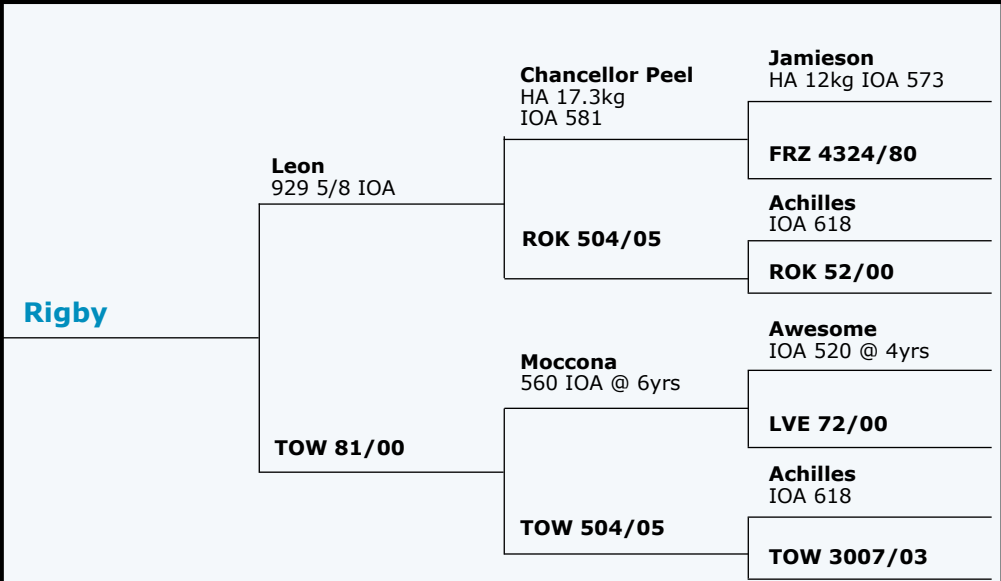 Jamieson
HA 12kg IOA 573
Chancellor Peel
HA 17.3kg
IOA 581
FRZ 4324/80
Leon
929 5/8 IOA
Achilles
IOA 618
ROK 504/05
ROK 52/00
Rigby
Awesome
IOA 520 @ 4yrs
Moccona
560 IOA @ 6yrs
LVE 72/00
TOW 81/00
Achilles
IOA 618
TOW 504/05
TOW 3007/03